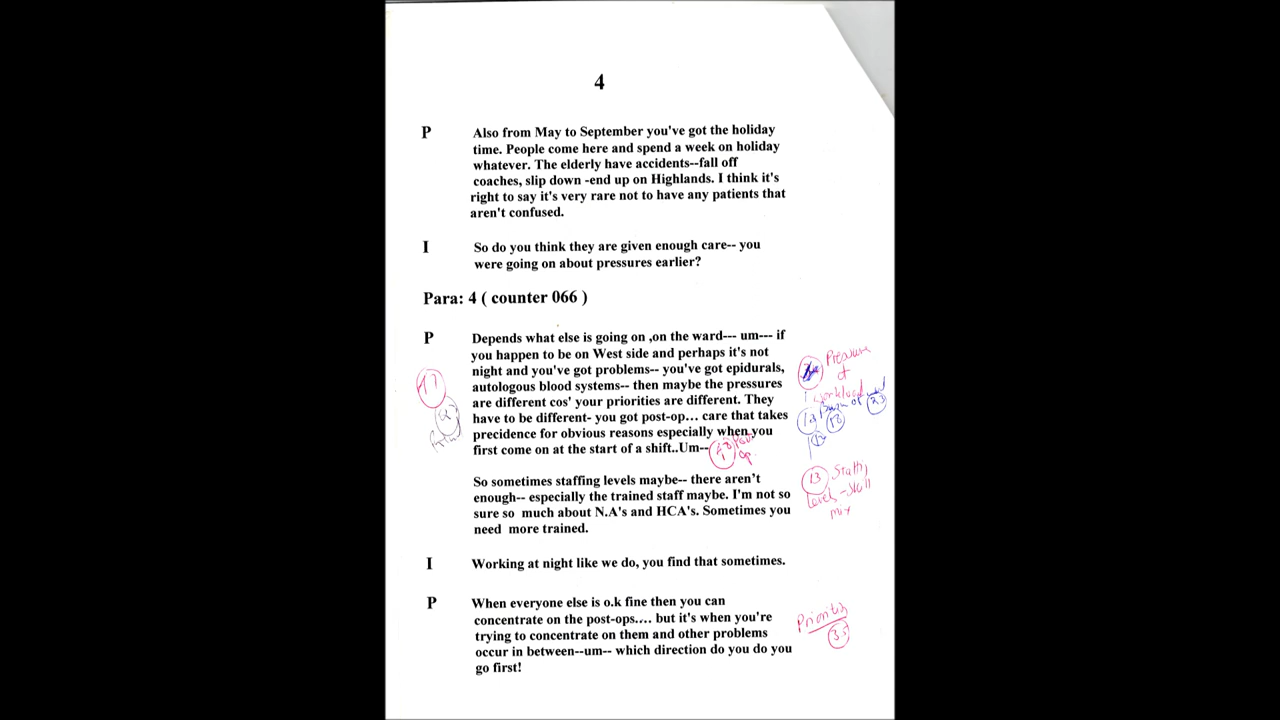 4
P Also from May to September you've got the holiday
time. People come here and spend a week on holiday
whatever. The elderly have accidents--fall off
coaches, slip down -end up on Highlands. I think it's
right to say it's very rare not to have any patients that
aren't confused.
I So do you think they are given enough care-- you
were going on about pressures earlier?
Para: 4 ( counter 066 )
P Depends what else is going on ,on the ward--- um--- if
you happen to be on West side and perhaps it's not
night and you've got problems-- you've got epidurals,
autologous blood systems-- then maybe the pressures
are different cos' your priorities are different. They
have to be different- you got post-op... care that takes
precidence for obvious reasons especially when you
first come on at the start of a shift..Um--
So sometimes staffing levels maybe-- there aren't
enough-- especially the trained staff maybe. I'm not so
sure so much about N.A's and HCA's. Sometimes you
need more trained.
I Working at night like we do, you find that sometimes.
P When everyone else is o.k fine then you can
concentrate on the post-ops.... but it's when you're
trying to concentrate on them and other problems
occur in between--um-- which direction do you do you
go first!
Pressure
of
workload
13 Staffing
levels - skill
mix
Priorities
35